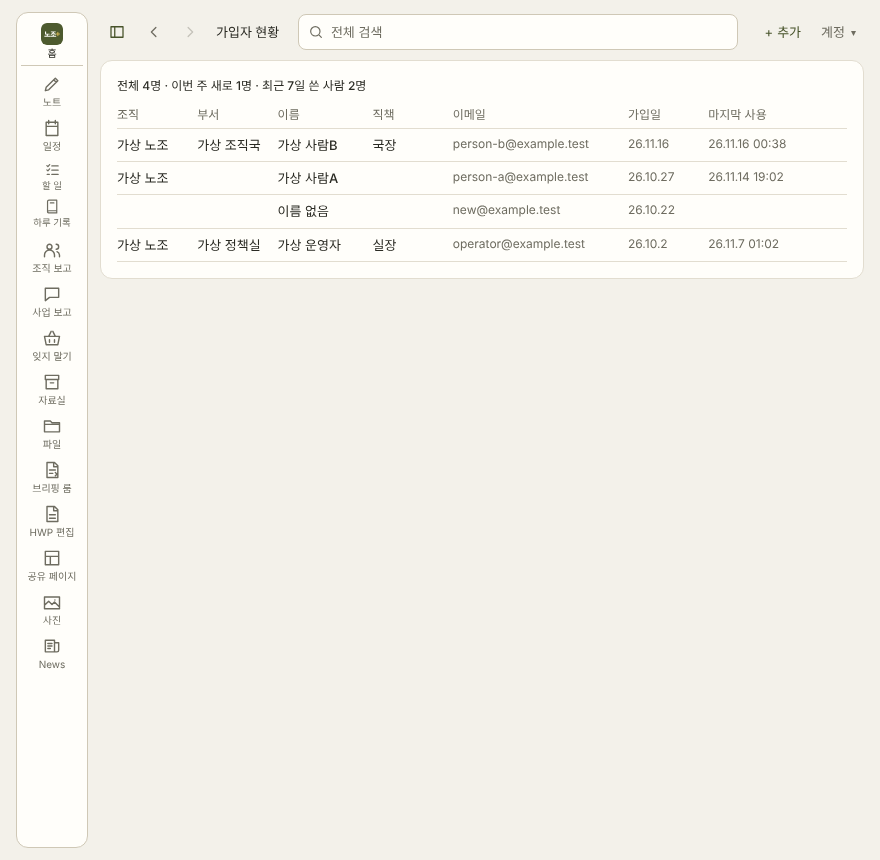 노조+
홈
노트
일정
할 일
하루 기록
조직 보고
사업 보고
잊지 말기
자료실
파일
브리핑 룸
HWP 편집
공유 페이지
사진
News
가입자 현황
전체 검색
+ 추가
계정 ▾
전체 4명 · 이번 주 새로 1명 · 최근 7일 쓴 사람 2명
조직 부서 이름 직책 이메일 가입일 마지막 사용
가상 노조 가상 조직국 가상 사람B 국장 person-b@example.test 26.11.16 26.11.16 00:38
가상 노조 가상 사람A person-a@example.test 26.10.27 26.11.14 19:02
이름 없음 new@example.test 26.10.22
가상 노조 가상 정책실 가상 운영자 실장 operator@example.test 26.10.2 26.11.7 01:02